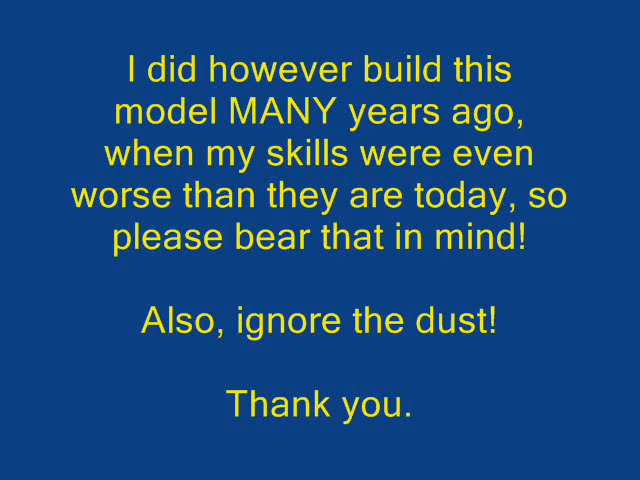 I did however build this
model MANY years ago,
when my skills were even
worse than they are today, so
please bear that in mind!
Also, ignore the dust!
Thank you.